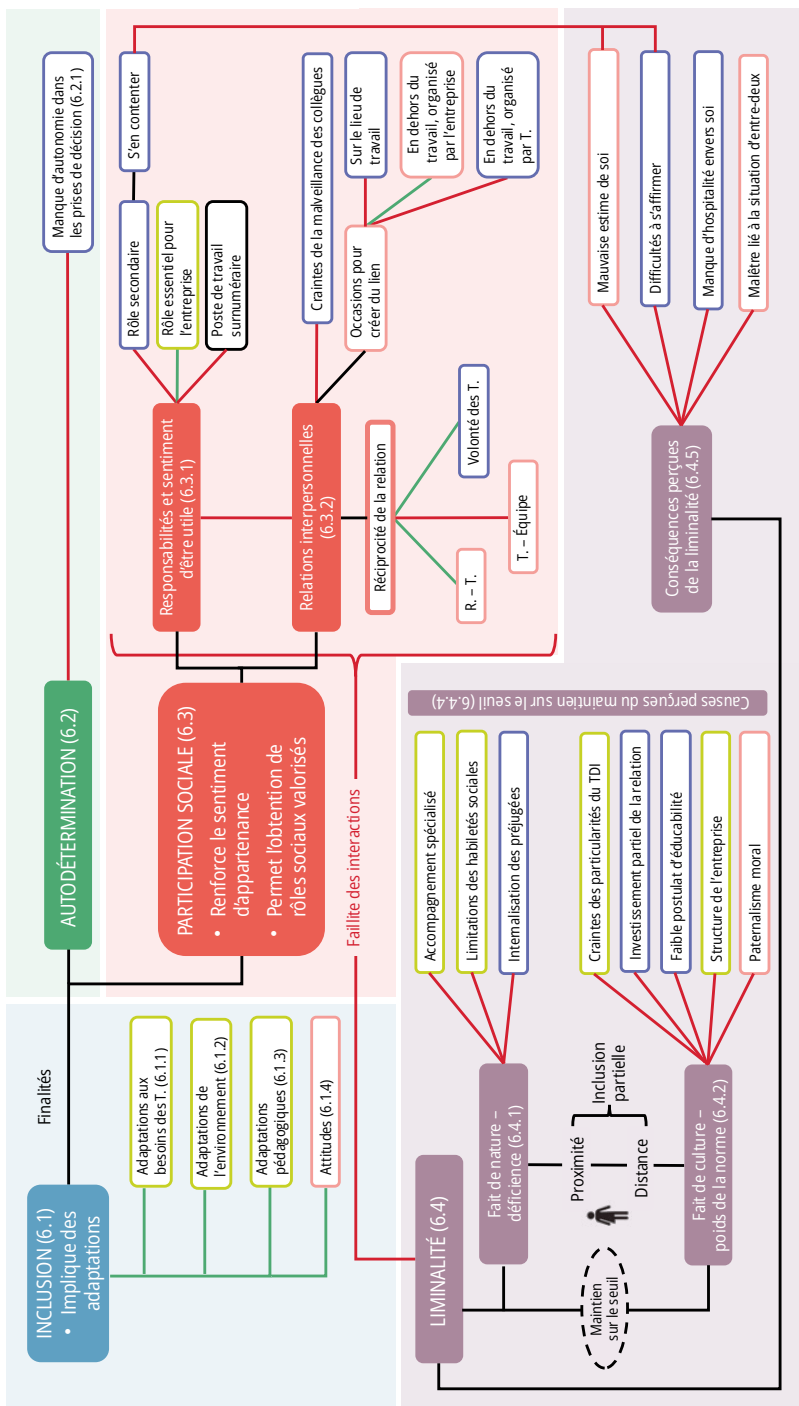 INCLUSION (6.1)
• Implique des
adaptations
Finalités
Adaptations aux
besoins des T. (6.1.1)
Adaptations de
l'environnement (6.1.2)
Adaptations
pédagogiques (6.1.3)
Attitudes (6.1.4)
AUTODÉTERMINATION (6.2)
Manque d'autonomie dans
les prises de décision (6.2.1)
PARTICIPATION SOCIALE (6.3)
• Renforce le sentiment
d'appartenance
• Permet l'obtention de
rôles sociaux valorisés
Responsabilités et sentiment
d'être utile (6.3.1)
Rôle secondaire
S'en contenter
Rôle essentiel pour
l'entreprise
Poste de travail
surnuméraire
Relations interpersonnelles
(6.3.2)
Craintes de la malveillance des collègues
Occasions pour
créer du lien
Sur le lieu de
travail
En dehors du
travail, organisé
par l'entreprise
En dehors du
travail, organisé
par T.
Réciprocité de la relation
R. – T.
T. – Équipe
Volonté des T.
Faillite des interactions
LIMINALITÉ (6.4)
Maintien
sur le seuil
Fait de nature –
déficience (6.4.1)
Proximité
Distance
Inclusion
partielle
Fait de culture –
poids de la norme (6.4.2)
Accompagnement spécialisé
Limitations des habiletés sociales
Internalisation des préjugées
Craintes des particularités du TDI
Investissement partiel de la relation
Faible postulat d'éducabilité
Structure de l'entreprise
Paternalisme moral
Causes perçues du maintien sur le seuil (6.4.4)
Conséquences perçues
de la liminalité (6.4.5)
Mauvaise estime de soi
Difficultés à s'affirmer
Manque d'hospitalité envers soi
Malêtre lié à la situation d'entre-deux